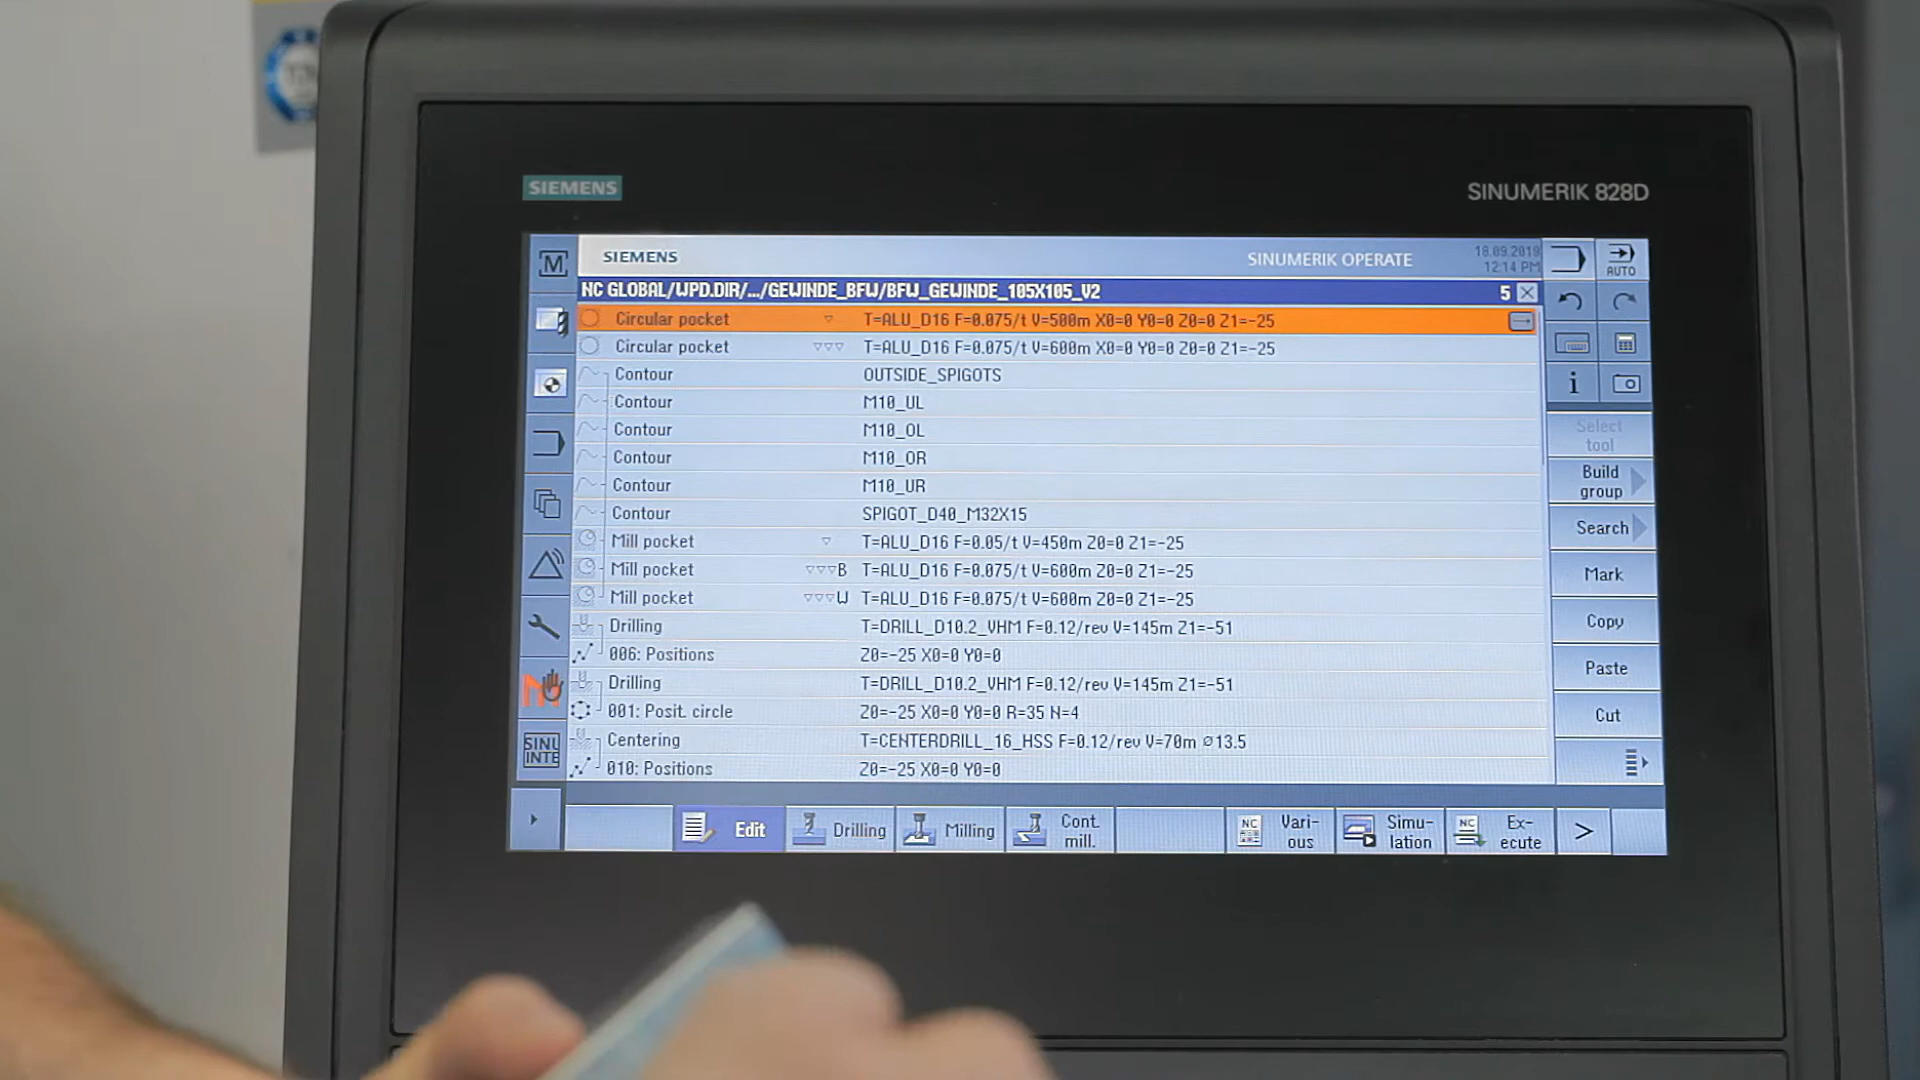 SIEMENS
SINUMERIK 828D
SIEMENS
SINUMERIK OPERATE
18.09.2019
12:14 PM
AUTO
NC GLOBAL/WPD.DIR/.../GEWINDE_BFW/BFW_GEWINDE_105X105_V2 5
Circular pocket ▽ T=ALU_D16 F=0.075/t V=500m X0=0 Y0=0 Z0=0 Z1=-25
Circular pocket ▽▽▽ T=ALU_D16 F=0.075/t V=600m X0=0 Y0=0 Z0=0 Z1=-25
Contour OUTSIDE_SPIGOTS
Contour M10_UL
Contour M10_OL
Contour M10_OR
Contour M10_UR
Contour SPIGOT_D40_M32X15
Mill pocket ▽ T=ALU_D16 F=0.05/t V=450m Z0=0 Z1=-25
Mill pocket ▽▽▽B T=ALU_D16 F=0.075/t V=600m Z0=0 Z1=-25
Mill pocket ▽▽▽W T=ALU_D16 F=0.075/t V=600m Z0=0 Z1=-25
Drilling T=DRILL_D10.2_VHM F=0.12/rev V=145m Z1=-51
006: Positions Z0=-25 X0=0 Y0=0
Drilling T=DRILL_D10.2_VHM F=0.12/rev V=145m Z1=-51
001: Posit. circle Z0=-25 X0=0 Y0=0 R=35 N=4
Centering T=CENTERDRILL_16_HSS F=0.12/rev V=70m ø13.5
010: Positions Z0=-25 X0=0 Y0=0
M
SINU
INTE
i
Select
tool
Build
group
Search
Mark
Copy
Paste
Cut
Edit
Drilling
Milling
Cont.
mill.
NC
Vari-
ous
Simu-
lation
NC
Ex-
ecute
>